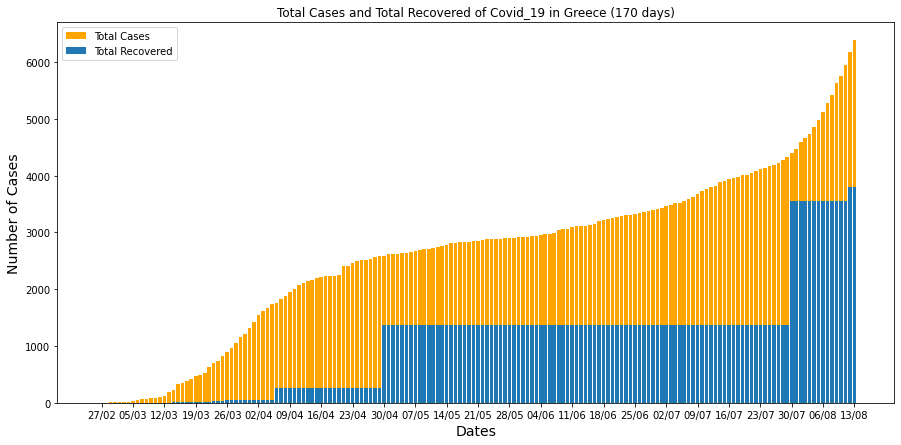 Total Cases and Total Recovered of Covid_19 in Greece (170 days)
Total Cases
Total Recovered
Number of Cases
6000
5000
4000
3000
2000
1000
0
27/02 05/03 12/03 19/03 26/03 02/04 09/04 16/04 23/04 30/04 07/05 14/05 21/05 28/05 04/06 11/06 18/06 25/06 02/07 09/07 16/07 23/07 30/07 06/08 13/08
Dates